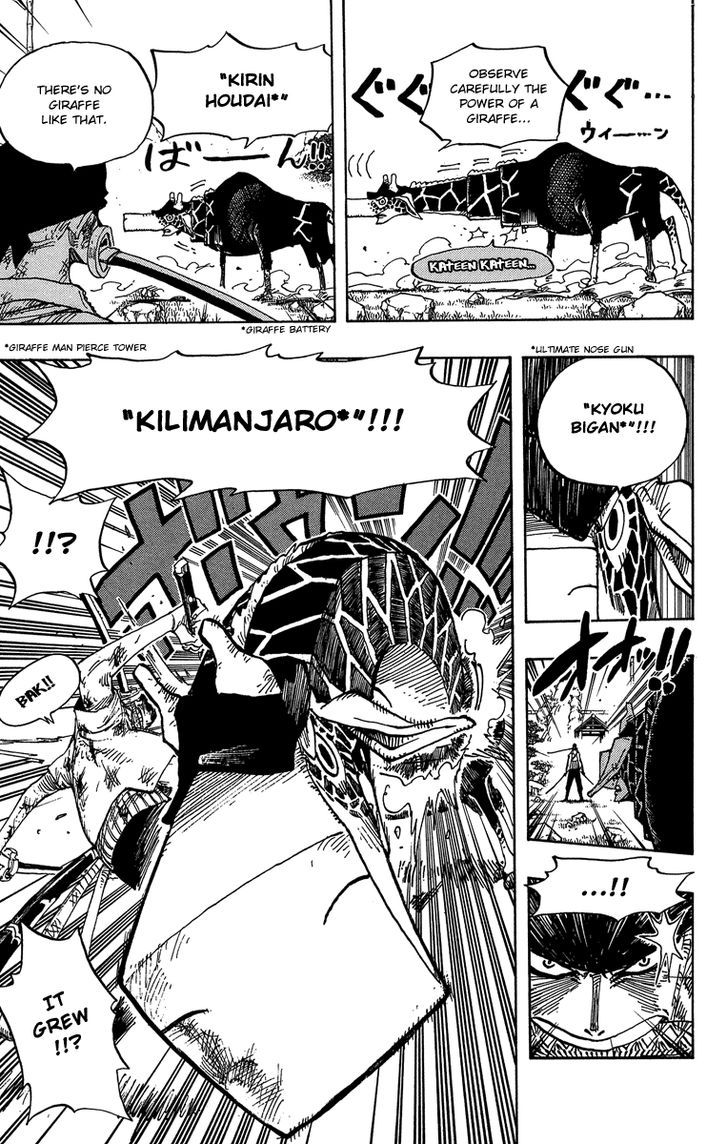 OBSERVE
CAREFULLY THE
POWER OF A
GIRAFFE...
ぐぐ
ぐぐ...
ウィーーン
KATEEN KATEEN...
"KIRIN
HOUDAI*"
ばーん!!
THERE'S NO
GIRAFFE
LIKE THAT.
*GIRAFFE BATTERY
*ULTIMATE NOSE GUN
"KYOKU
BIGAN*"!!!
オオッ!!
...!!
*GIRAFFE MAN PIERCE TOWER
"KILIMANJARO*"!!!
!!?
BAK!!
IT
GREW
!!?